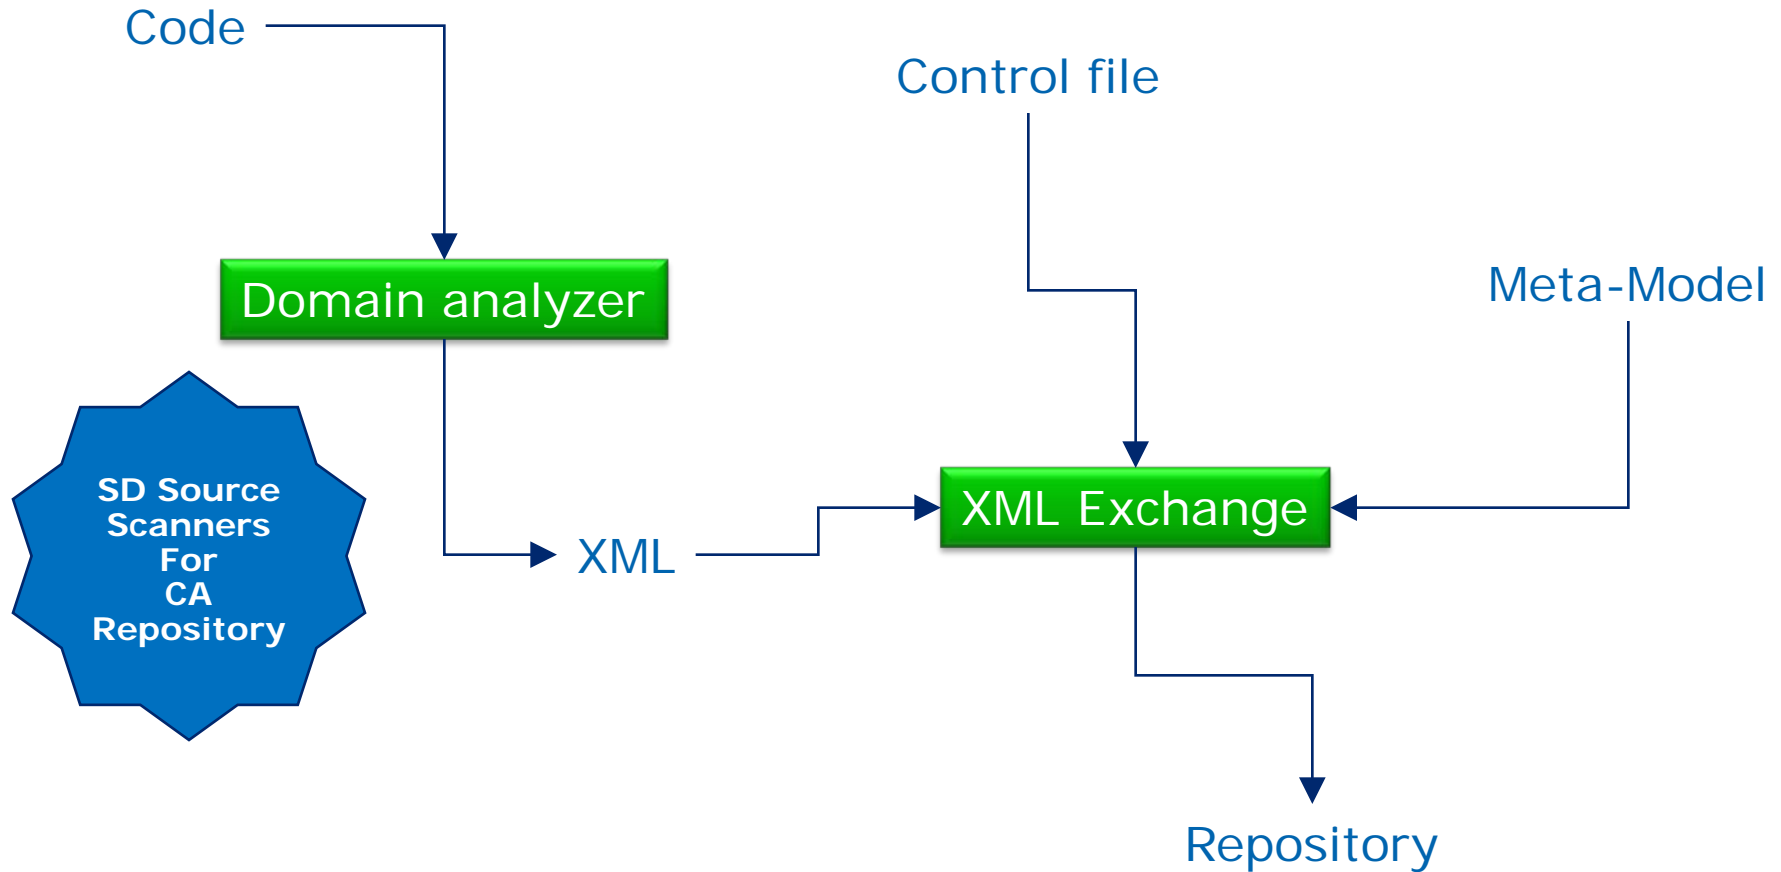 Code
Control file
Domain analyzer
Meta-Model
SD Source
Scanners
For
CA
Repository
XML
XML Exchange
Repository